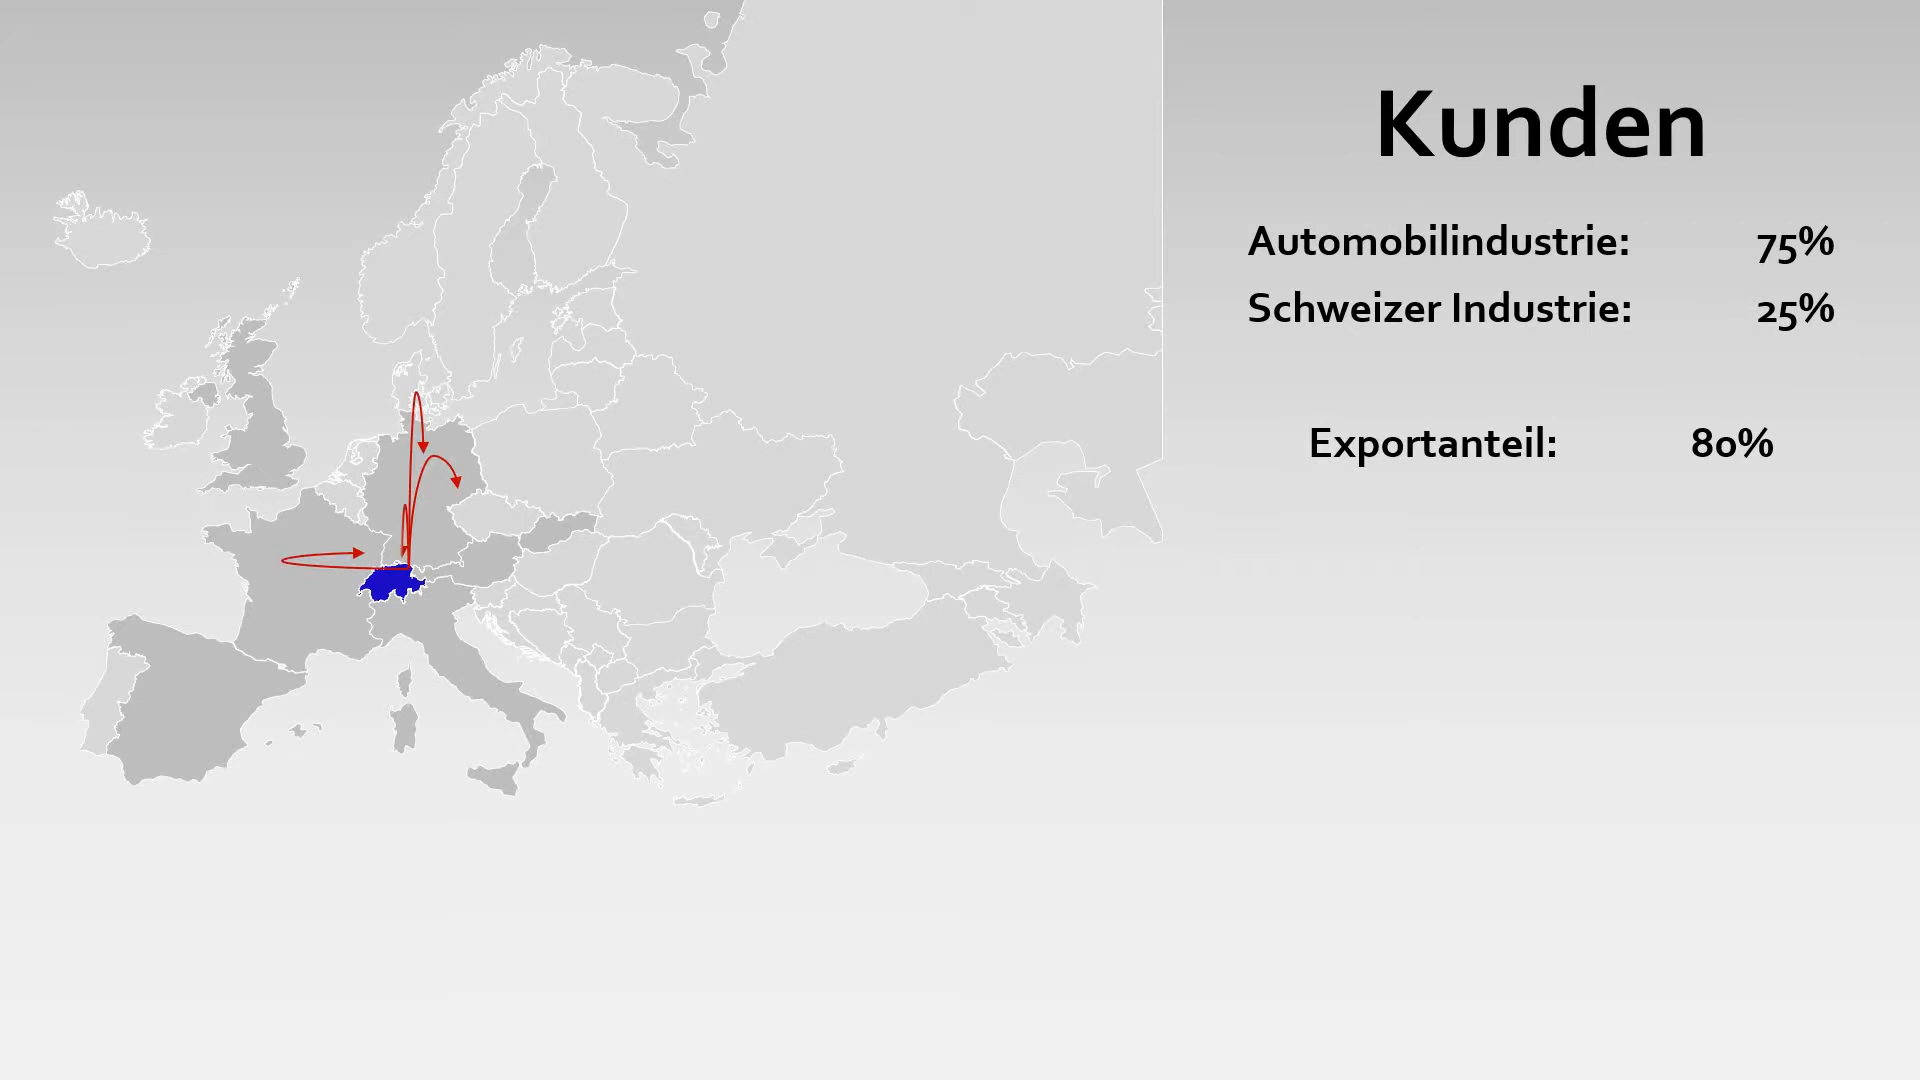 Kunden
Automobilindustrie: 75%
Schweizer Industrie: 25%
Exportanteil: 80%